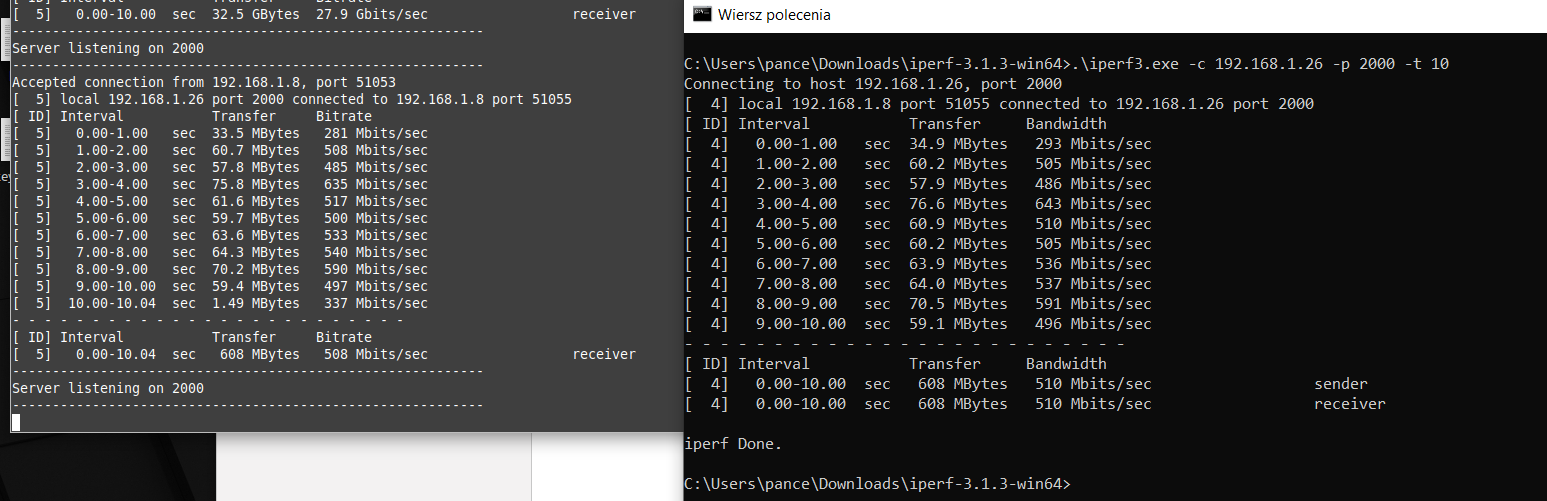 [ ID] Interval           Transfer     Bitrate
[  5]   0.00-10.00  sec  32.5 GBytes  27.9 Gbits/sec                  receiver
-----------------------------------------------------------
Server listening on 2000
-----------------------------------------------------------
Accepted connection from 192.168.1.8, port 51053
[  5] local 192.168.1.26 port 2000 connected to 192.168.1.8 port 51055
[ ID] Interval           Transfer     Bitrate
[  5]   0.00-1.00   sec  33.5 MBytes   281 Mbits/sec
[  5]   1.00-2.00   sec  60.7 MBytes   508 Mbits/sec
[  5]   2.00-3.00   sec  57.8 MBytes   485 Mbits/sec
[  5]   3.00-4.00   sec  75.8 MBytes   635 Mbits/sec
[  5]   4.00-5.00   sec  61.6 MBytes   517 Mbits/sec
[  5]   5.00-6.00   sec  59.7 MBytes   500 Mbits/sec
[  5]   6.00-7.00   sec  63.6 MBytes   533 Mbits/sec
[  5]   7.00-8.00   sec  64.3 MBytes   540 Mbits/sec
[  5]   8.00-9.00   sec  70.2 MBytes   590 Mbits/sec
[  5]   9.00-10.00  sec  59.4 MBytes   497 Mbits/sec
[  5]  10.00-10.04  sec  1.49 MBytes   337 Mbits/sec
- - - - - - - - - - - - - - - - - - - - - - - - -
[ ID] Interval           Transfer     Bitrate
[  5]   0.00-10.04  sec   608 MBytes   508 Mbits/sec                  receiver
-----------------------------------------------------------
Server listening on 2000
-----------------------------------------------------------
Wiersz polecenia
C:\Users\pance\Downloads\iperf-3.1.3-win64>.\iperf3.exe -c 192.168.1.26 -p 2000 -t 10
Connecting to host 192.168.1.26, port 2000
[  4] local 192.168.1.8 port 51055 connected to 192.168.1.26 port 2000
[ ID] Interval           Transfer     Bandwidth
[  4]   0.00-1.00   sec  34.9 MBytes   293 Mbits/sec
[  4]   1.00-2.00   sec  60.2 MBytes   505 Mbits/sec
[  4]   2.00-3.00   sec  57.9 MBytes   486 Mbits/sec
[  4]   3.00-4.00   sec  76.6 MBytes   643 Mbits/sec
[  4]   4.00-5.00   sec  60.9 MBytes   510 Mbits/sec
[  4]   5.00-6.00   sec  60.2 MBytes   505 Mbits/sec
[  4]   6.00-7.00   sec  63.9 MBytes   536 Mbits/sec
[  4]   7.00-8.00   sec  64.0 MBytes   537 Mbits/sec
[  4]   8.00-9.00   sec  70.5 MBytes   591 Mbits/sec
[  4]   9.00-10.00  sec  59.1 MBytes   496 Mbits/sec
- - - - - - - - - - - - - - - - - - - - - - - - -
[ ID] Interval           Transfer     Bandwidth
[  4]   0.00-10.00  sec   608 MBytes   510 Mbits/sec                  sender
[  4]   0.00-10.00  sec   608 MBytes   510 Mbits/sec                  receiver
iperf Done.
C:\Users\pance\Downloads\iperf-3.1.3-win64>